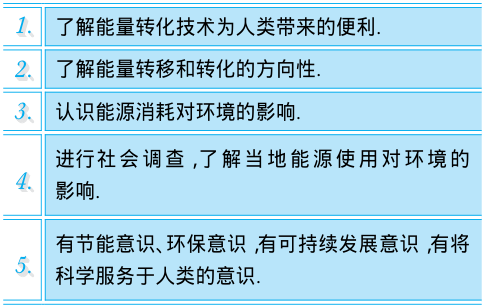 1. 了解能量转化技术为人类带来的便利.
2. 了解能量转移和转化的方向性.
3. 认识能源消耗对环境的影响.
4. 进行社会调查,了解当地能源使用对环境的
影响.
5. 有节能意识、环保意识,有可持续发展意识,有将
科学服务于人类的意识.